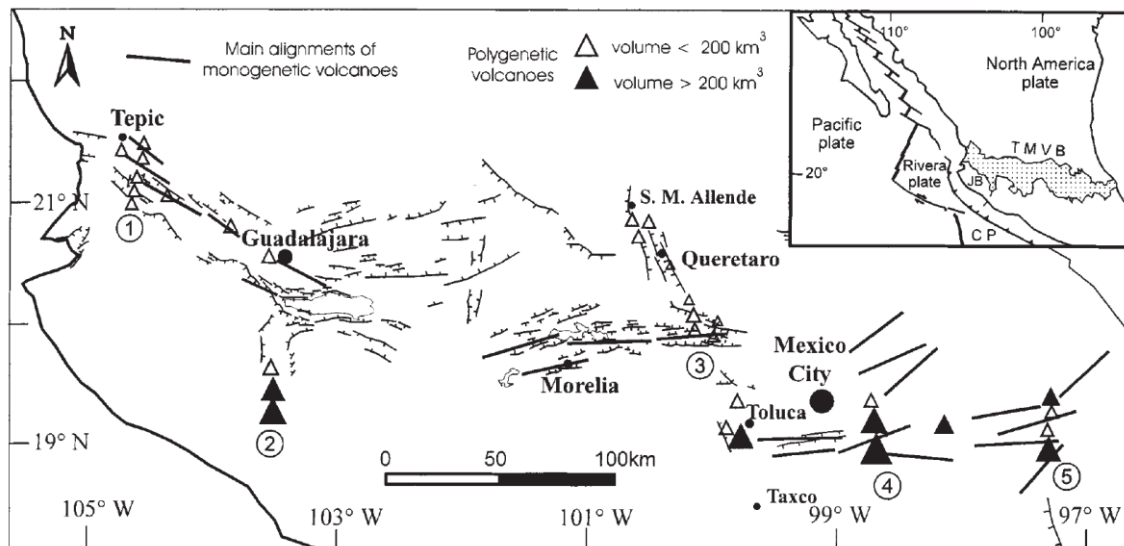 N
Main alignments of
monogenetic volcanoes
Polygenetic
volcanoes
volume < 200 km³
volume > 200 km³
110°
100°
North America
plate
Pacific
plate
20°
Rivera
plate
T M V B
JB
C P
Tepic
21° N
1
Guadalajara
S. M. Allende
Queretaro
Morelia
3
Mexico
City
Toluca
2
19° N
4
5
0 50 100km
Taxco
105° W
103° W
101° W
99° W
97° W